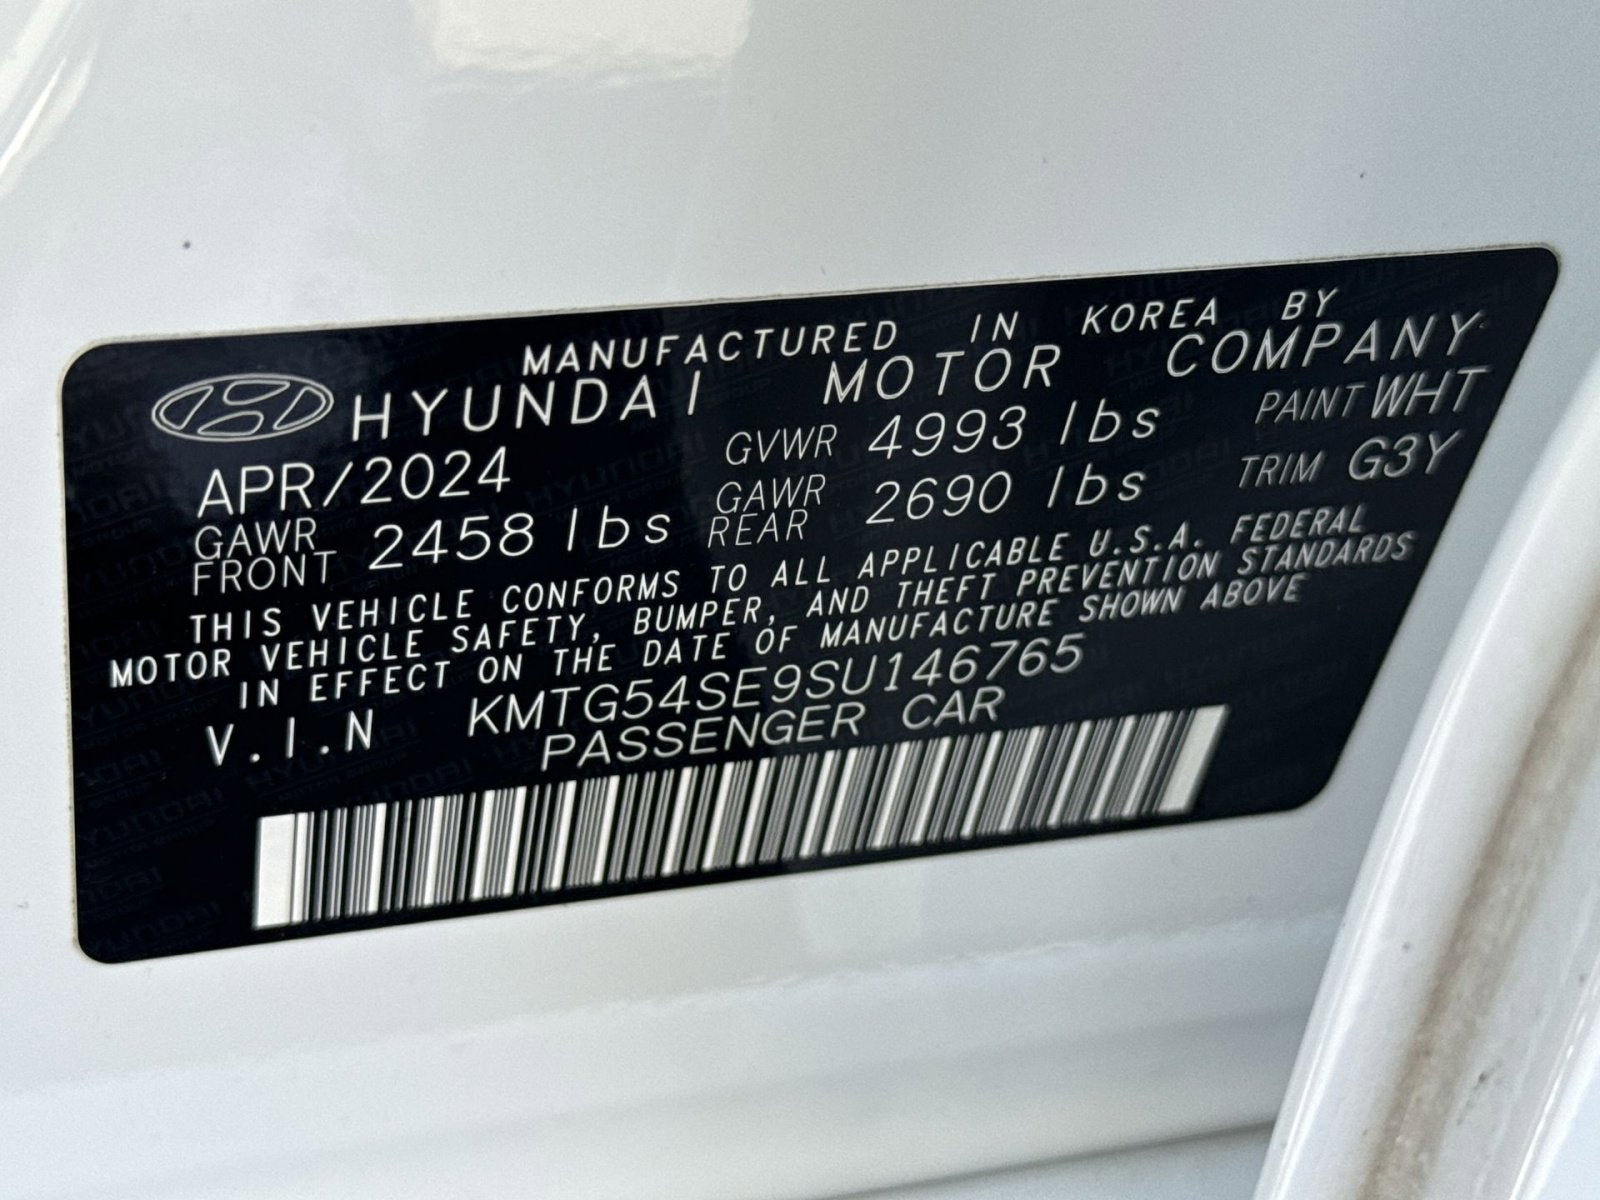 MANUFACTURED IN KOREA BY
HYUNDAI MOTOR COMPANY
APR/2024 GVWR 4993 lbs PAINT WHT
GAWR FRONT 2458 lbs GAWR REAR 2690 lbs TRIM G3Y
THIS VEHICLE CONFORMS TO ALL APPLICABLE U.S.A. FEDERAL
MOTOR VEHICLE SAFETY, BUMPER, AND THEFT PREVENTION STANDARDS
IN EFFECT ON THE DATE OF MANUFACTURE SHOWN ABOVE
V.I.N KMTG54SE9SU146765
PASSENGER CAR